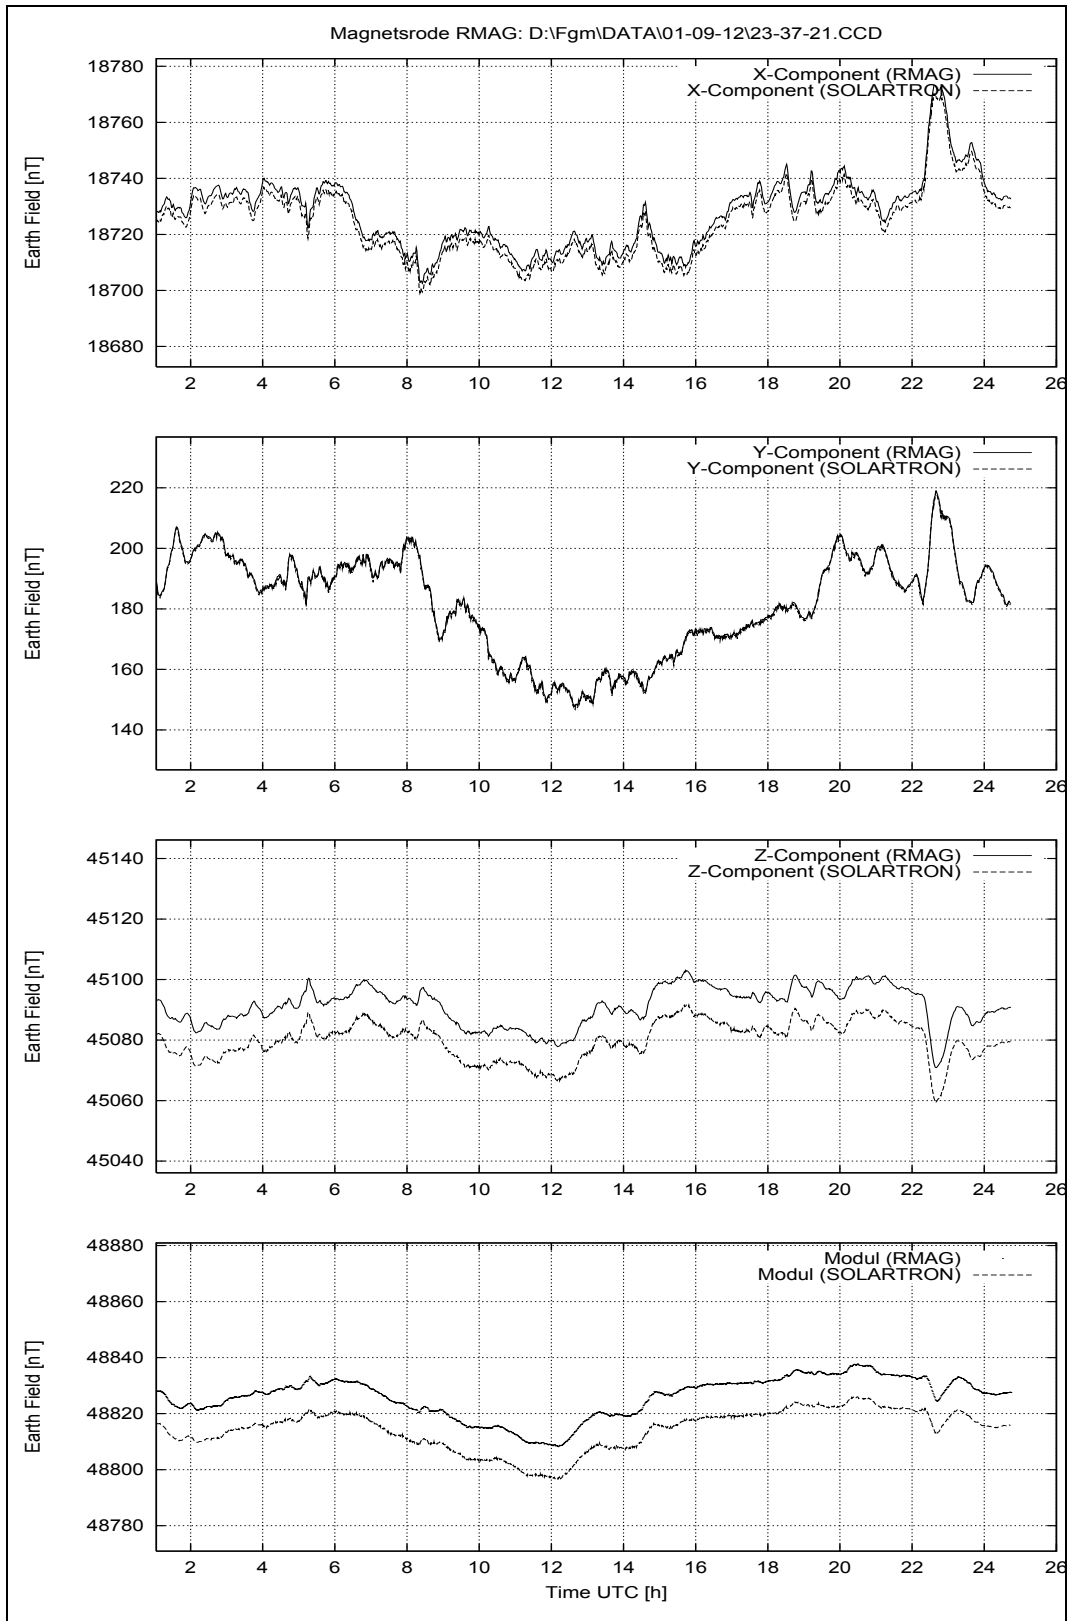 Magnetsrode RMAG: D:\Fgm\DATA\01-09-12\23-37-21.CCD
X-Component (RMAG)
X-Component (SOLARTRON)
Earth Field [nT]
18780
18760
18740
18720
18700
18680
2 4 6 8 10 12 14 16 18 20 22 24 26
Y-Component (RMAG)
Y-Component (SOLARTRON)
Earth Field [nT]
220
200
180
160
140
2 4 6 8 10 12 14 16 18 20 22 24 26
Z-Component (RMAG)
Z-Component (SOLARTRON)
Earth Field [nT]
45140
45120
45100
45080
45060
45040
2 4 6 8 10 12 14 16 18 20 22 24 26
Modul (RMAG)
Modul (SOLARTRON)
Earth Field [nT]
48880
48860
48840
48820
48800
48780
2 4 6 8 10 12 14 16 18 20 22 24 26
Time UTC [h]